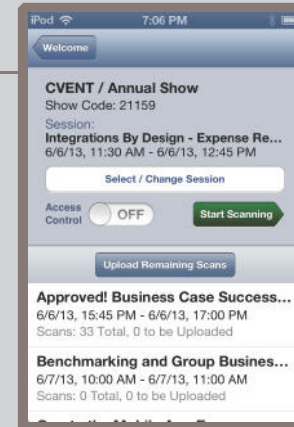 iPod 7:06 PM
Welcome
CVENT / Annual Show
Show Code: 21159
Session:
Integrations By Design - Expense Re...
6/6/13, 11:30 AM - 6/6/13, 12:45 PM
Select / Change Session
Access
Control OFF Start Scanning
Upload Remaining Scans
Approved! Business Case Success...
6/6/13, 15:45 PM - 6/6/13, 17:00 PM
Scans: 33 Total, 0 to be Uploaded
Benchmarking and Group Busines...
6/7/13, 10:00 AM - 6/7/13, 11:00 AM
Scans: 0 Total, 0 to be Uploaded